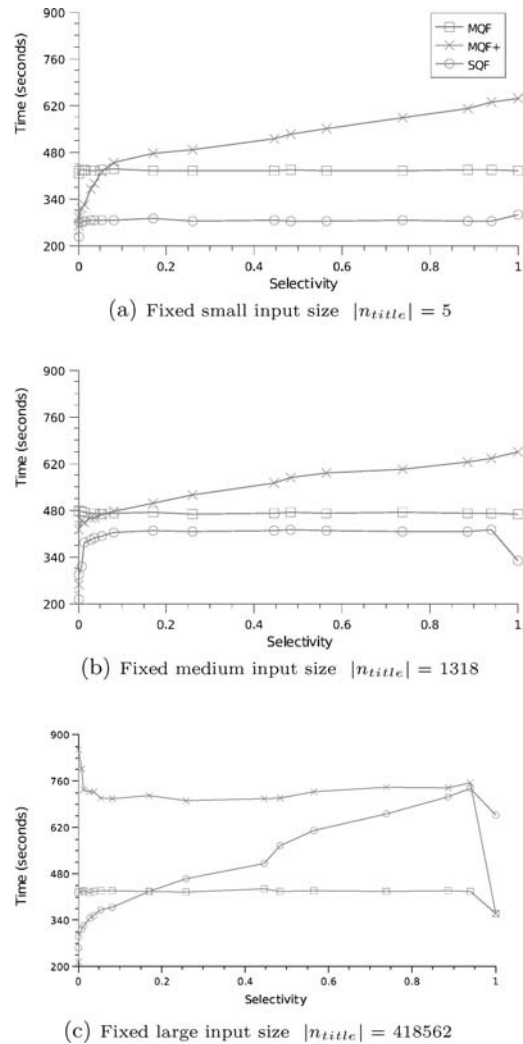 900
760
620
480
340
200
Time (seconds)
MQF
MQF+
SQF
0 0.2 0.4 0.6 0.8 1
Selectivity
(a) Fixed small input size |n_title| = 5
900
760
620
480
340
200
Time (seconds)
0 0.2 0.4 0.6 0.8 1
Selectivity
(b) Fixed medium input size |n_title| = 1318
900
760
620
480
340
200
Time (seconds)
0 0.2 0.4 0.6 0.8 1
Selectivity
(c) Fixed large input size |n_title| = 418562